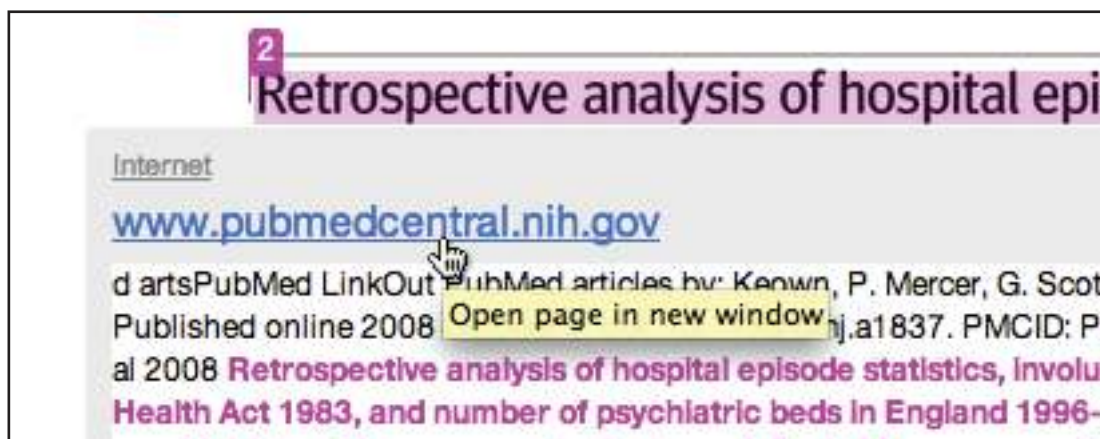 2
Retrospective analysis of hospital epi
Internet
www.pubmedcentral.nih.gov
d artsPubMed LinkOut PubMed articles by: Keown, P. Mercer, G. Scot
Published online 2008 Open page in new window nj.a1837. PMCID: P
al 2008 Retrospective analysis of hospital episode statistics, involu
Health Act 1983, and number of psychiatric beds in England 1996-